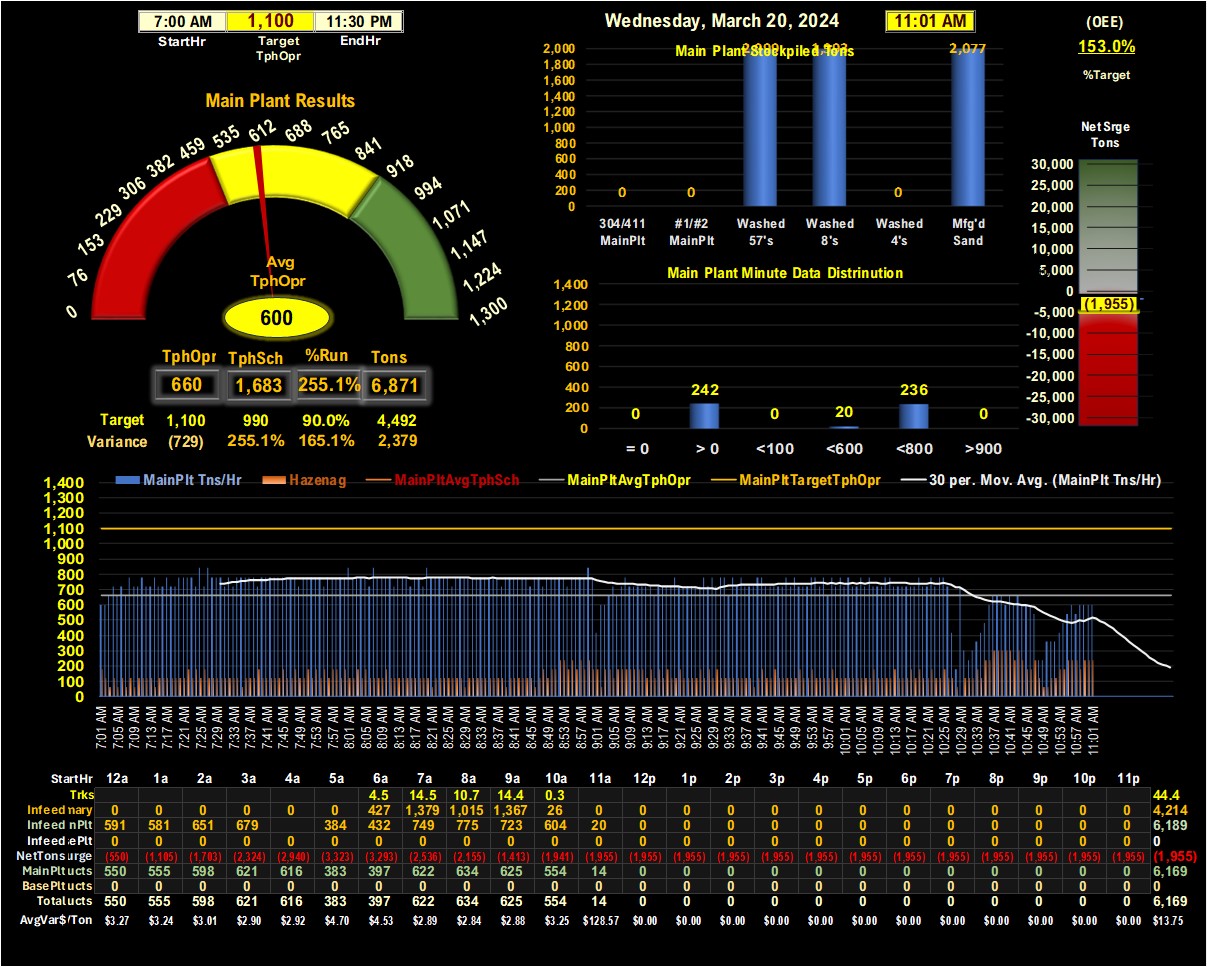 7:00 AM 1,100 11:30 PM
StartHr Target TphOpr EndHr
Wednesday, March 20, 2024 11:01 AM
(OEE)
153.0%
%Target
Main Plant Results
0 76 153 229 306 382 459 535 612 688 765 841 918 994 1,071 1,147 1,224 1,300
Avg
TphOpr
600
TphOpr TphSch %Run Tons
660 1,683 255.1% 6,871
Target 1,100 990 90.0% 4,492
Variance (729) 255.1% 165.1% 2,379
Main Plant Stockpiled Tons
2,000
1,800
1,600
1,400
1,200
1,000
800
600
400
200
0
0 0 0 2,077
304/411 #1/#2 Washed Washed Washed Mfg'd
MainPlt MainPlt 57's 8's 4's Sand
Main Plant Minute Data Distrinution
1,400
1,200
1,000
800
600
400
200
0
0 242 0 20 236 0
= 0 > 0 <100 <600 <800 >900
Net Srge
Tons
30,000
25,000
20,000
15,000
10,000
5,000
0
(1,955)
-5,000
-10,000
-15,000
-20,000
-25,000
-30,000
MainPlt Tns/Hr Hazenag MainPltAvgTphSch MainPltAvgTphOpr MainPltTargetTphOpr 30 per. Mov. Avg. (MainPlt Tns/Hr)
1,400
1,300
1,200
1,100
1,000
900
800
700
600
500
400
300
200
100
0
7:01 AM 7:05 AM 7:09 AM 7:13 AM 7:17 AM 7:21 AM 7:25 AM 7:29 AM 7:33 AM 7:37 AM 7:41 AM 7:45 AM 7:49 AM 7:53 AM 7:57 AM 8:01 AM 8:05 AM 8:09 AM 8:13 AM 8:17 AM 8:21 AM 8:25 AM 8:29 AM 8:33 AM 8:37 AM 8:41 AM 8:45 AM 8:49 AM 8:53 AM 8:57 AM 9:01 AM 9:05 AM 9:09 AM 9:13 AM 9:17 AM 9:21 AM 9:25 AM 9:29 AM 9:33 AM 9:37 AM 9:41 AM 9:45 AM 9:49 AM 9:53 AM 9:57 AM 10:01 AM 10:05 AM 10:09 AM 10:13 AM 10:17 AM 10:21 AM 10:25 AM 10:29 AM 10:33 AM 10:37 AM 10:41 AM 10:45 AM 10:49 AM 10:53 AM 10:57 AM 11:01 AM
StartHr 12a 1a 2a 3a 4a 5a 6a 7a 8a 9a 10a 11a 12p 1p 2p 3p 4p 5p 6p 7p 8p 9p 10p 11p
Trks 4.5 14.5 10.7 14.4 0.3 44.4
Infeed nary 0 0 0 0 0 0 427 1,379 1,015 1,367 26 0 0 0 0 0 0 0 0 0 0 0 0 0 4,214
Infeed nPlt 591 581 651 679 384 432 749 775 723 604 20 0 0 0 0 0 0 0 0 0 0 0 0 6,189
Infeed ePlt 0 0 0 0 0 0 0 0 0 0 0 0 0 0 0 0 0 0 0 0 0 0 0 0 0
NetTons urge (550) (1,105) (1,703) (2,324) (2,940) (3,323) (3,293) (2,536) (2,155) (1,413) (1,941) (1,955) (1,955) (1,955) (1,955) (1,955) (1,955) (1,955) (1,955) (1,955) (1,955) (1,955) (1,955) (1,955) (1,955)
MainPlt ucts 550 555 598 621 616 383 397 622 634 625 554 14 0 0 0 0 0 0 0 0 0 0 0 0 6,169
BasePlt ucts 0 0 0 0 0 0 0 0 0 0 0 0 0 0 0 0 0 0 0 0 0 0 0 0 0
Total ucts 550 555 598 621 616 383 397 622 634 625 554 14 0 0 0 0 0 0 0 0 0 0 0 0 6,169
AvgVar$/Ton $3.27 $3.24 $3.01 $2.90 $2.92 $4.70 $4.53 $2.89 $2.84 $2.88 $3.25 $128.57 $0.00 $0.00 $0.00 $0.00 $0.00 $0.00 $0.00 $0.00 $0.00 $0.00 $0.00 $0.00 $13.75